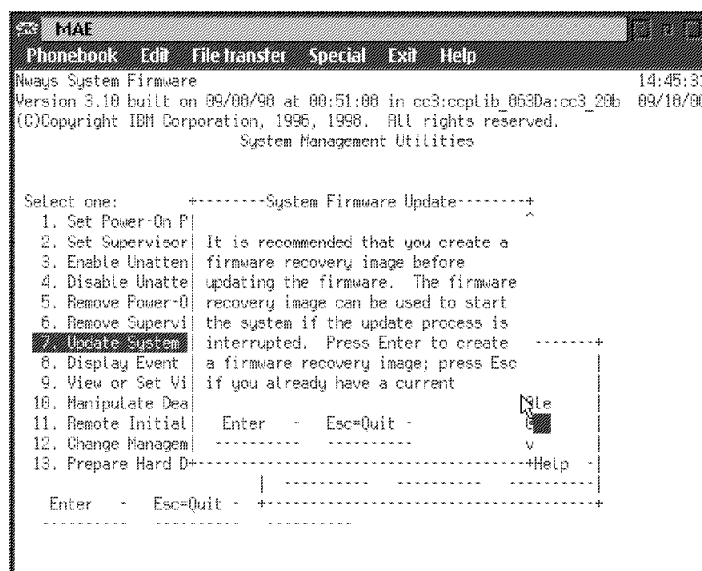 MAE
Phonebook Edit File transfer Special Exit Help
Nways System Firmware 14:45:33
Version 3.10 built on 09/08/98 at 00:51:08 in cc3:ccplib_063Da:cc3_20b 09/18/00
(C)Copyright IBM Corporation, 1996, 1998. All rights reserved.
System Management Utilities
Select one: +--------System Firmware Update--------+
1. Set Power-On P| ^
2. Set Supervisor| It is recommended that you create a
3. Enable Unatten| firmware recovery image before
4. Disable Unatte| updating the firmware. The firmware
5. Remove Power-O| recovery image can be used to start
6. Remove Supervi| the system if the update process is
7. Update System | interrupted. Press Enter to create -------+
8. Display Event | a firmware recovery image; press Esc |
9. View or Set Vi| if you already have a current |
10. Manipulate Dea| le |
11. Remote Initial| Enter - Esc=Quit - |
12. Change Managem| ---------- ---------- v |
13. Prepare Hard D+---------------------------------------+Help -|
| ---------- ---------- ----------|
Enter - Esc=Quit - +---------------------------------------+
---------- ---------- ----------